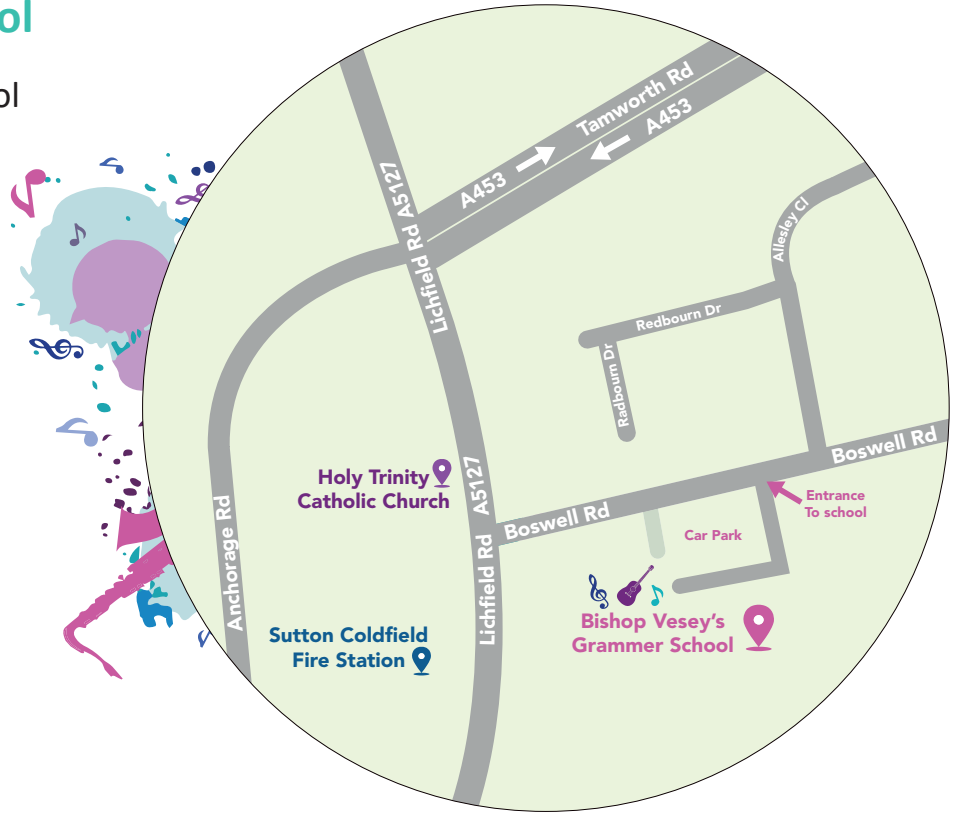 ol
ol
Tamworth Rd
A453
A453
Lichfield Rd A5127
Allesley Cl
Redbourn Dr
Radbourn Dr
Boswell Rd
Holy Trinity
Catholic Church
A5127
Boswell Rd
Entrance
To school
Car Park
Anchorage Rd
Lichfield Rd
Sutton Coldfield
Fire Station
Bishop Vesey's
Grammer School